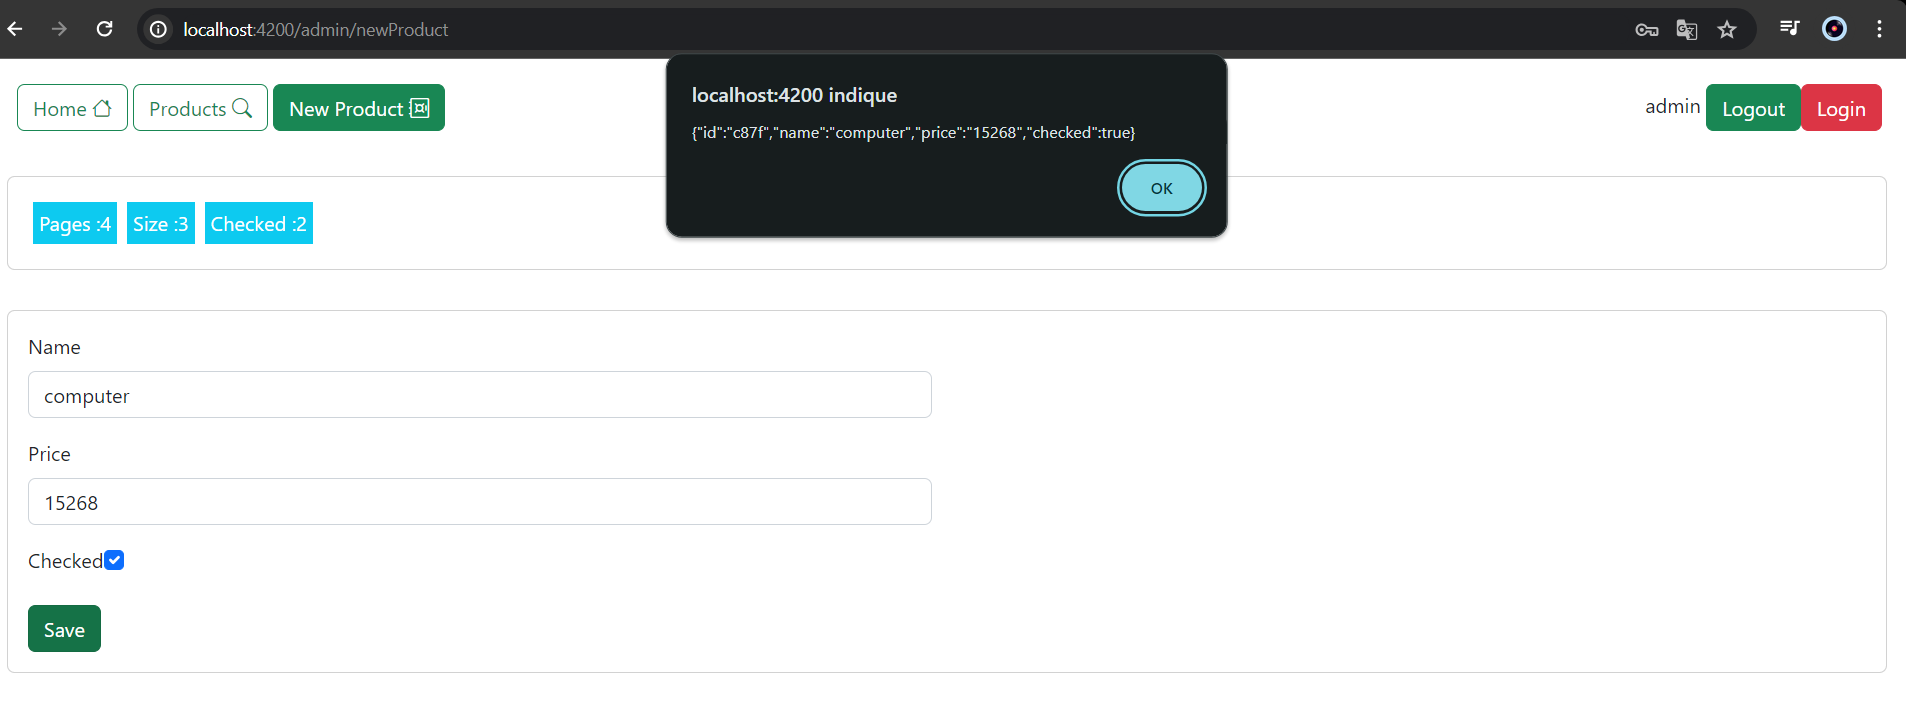 localhost:4200/admin/newProduct
localhost:4200 indique
{"id":"c87f","name":"computer","price":"15268","checked":true}
OK
Home Products New Product admin Logout Login
Pages :4 Size :3 Checked :2
Name
computer
Price
15268
Checked
Save